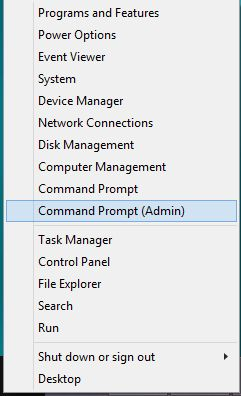 Programs and Features
Power Options
Event Viewer
System
Device Manager
Network Connections
Disk Management
Computer Management
Command Prompt
Command Prompt (Admin)
Task Manager
Control Panel
File Explorer
Search
Run
Shut down or sign out
Desktop